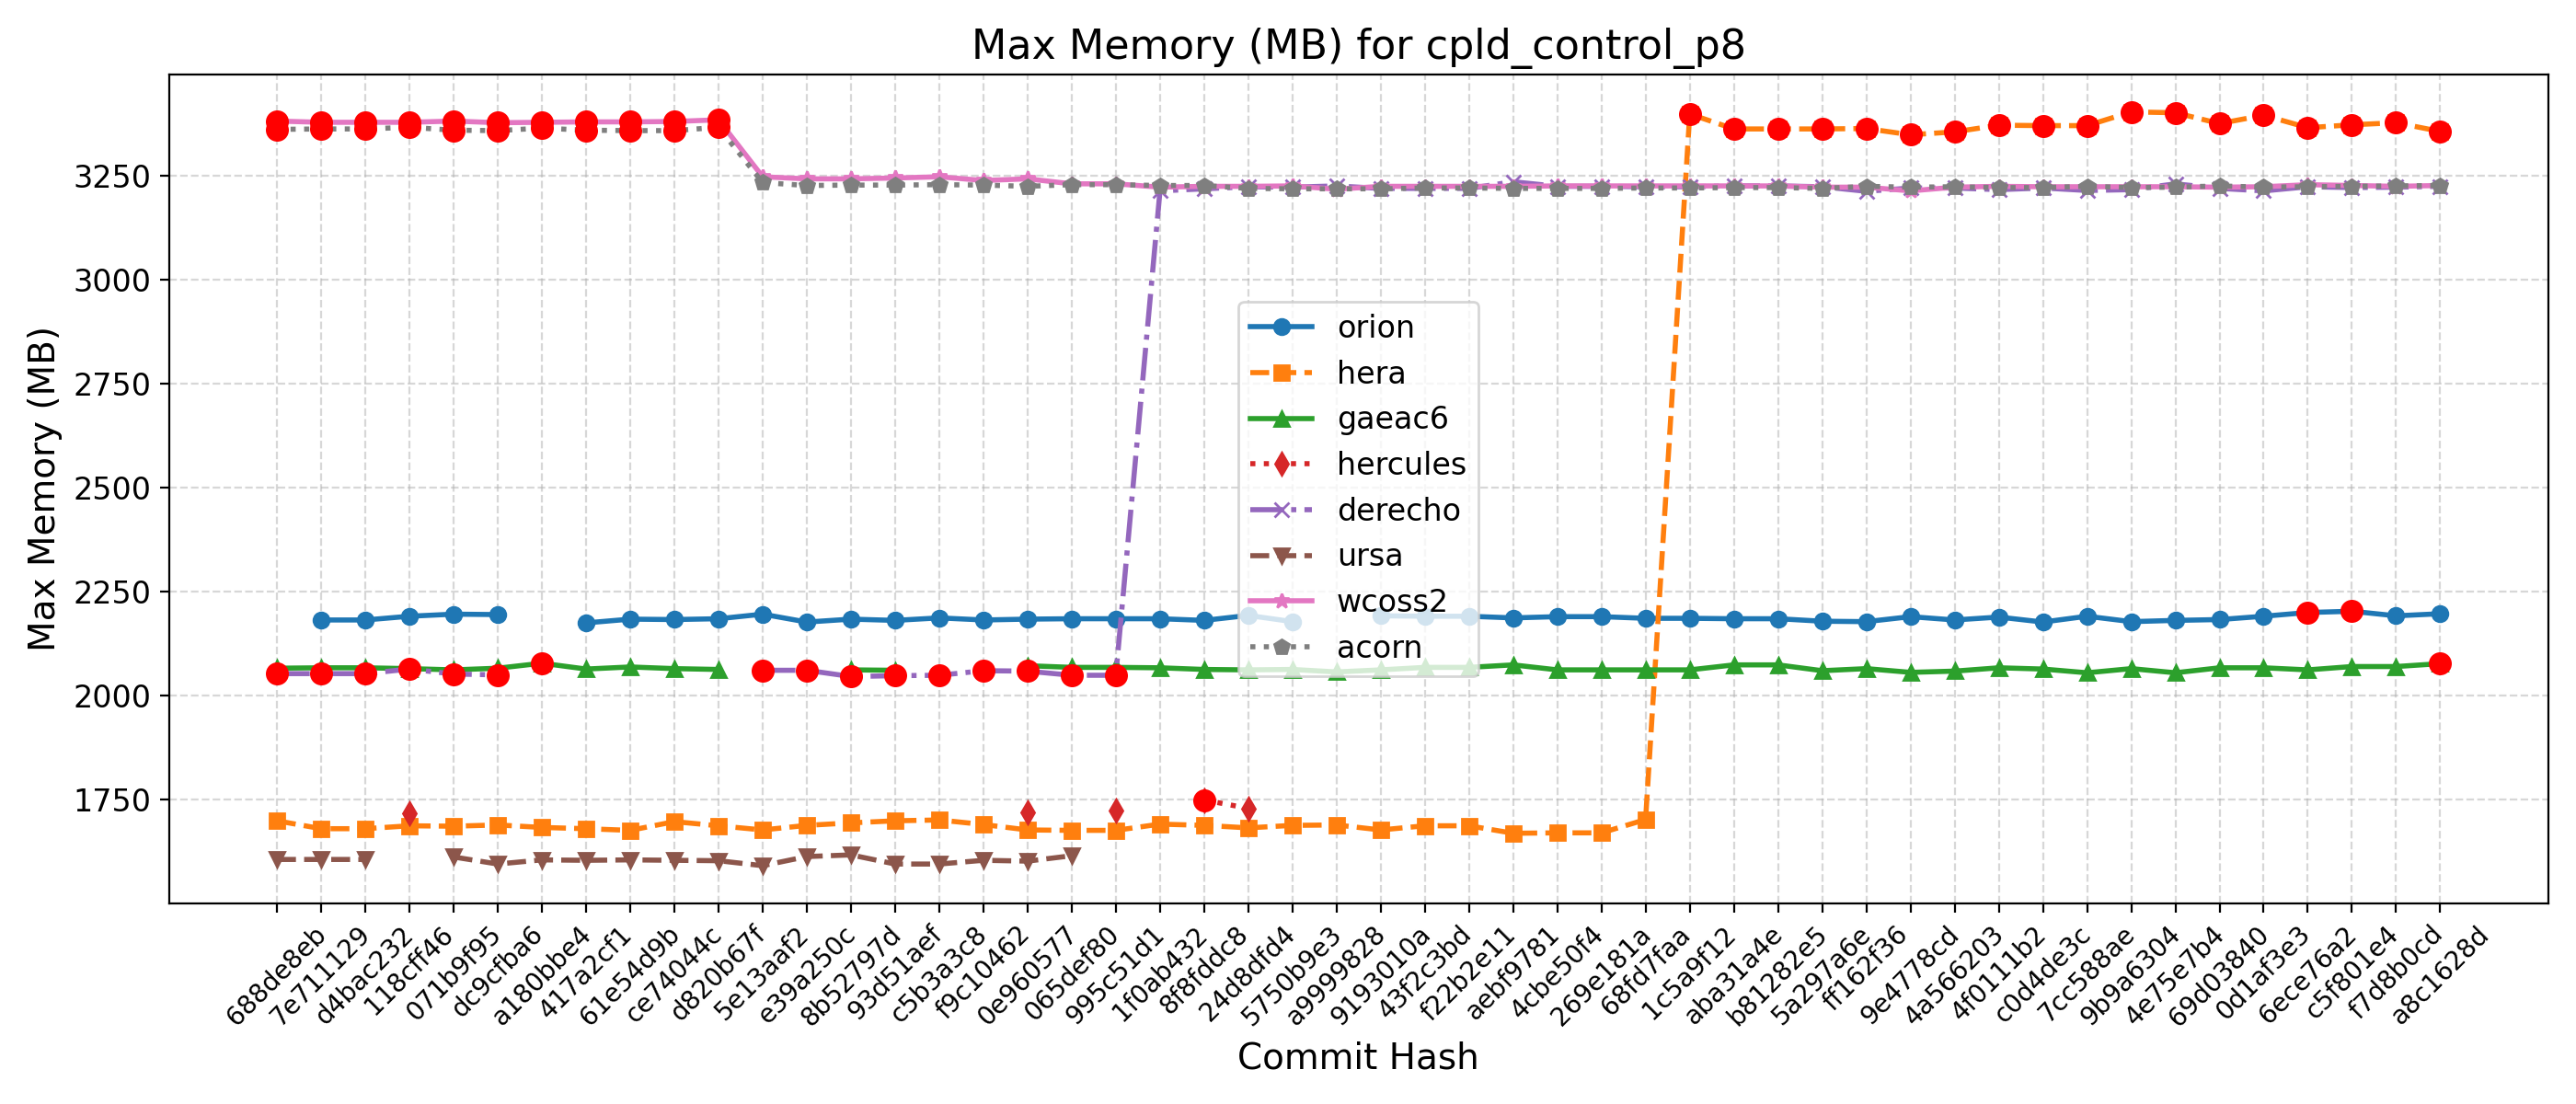 Max Memory (MB) for cpld_control_p8
Max Memory (MB)
3250
3000
2750
2500
2250
2000
1750
orion
hera
gaeac6
hercules
derecho
ursa
wcoss2
acorn
688de8eb
7e711129
d4bac232
118cff46
071b9f95
dc9cfba6
a180bbe4
417a2cf1
61e54d9b
ce74044c
d820b67f
5e13aaf2
e39a250c
8b52797d
93d51aef
c5b3a3c8
f9c10462
0e960577
065def80
995c51d1
1f0ab432
8f8fddc8
24d8dfd4
5750b9e3
a9999828
9193010a
43f2c3bd
f22b2e11
aebf9781
4cbe50f4
269e181a
68fd7faa
1c5a9f12
aba31a4e
b81282e5
5a297a6e
ff162f36
9e4778cd
4a566203
4f0111b2
c0d4de3c
7cc588ae
9b9a6304
4e75e7b4
69d03840
0d1af3e3
6ece76a2
c5f801e4
f7d8b0cd
a8c1628d
Commit Hash